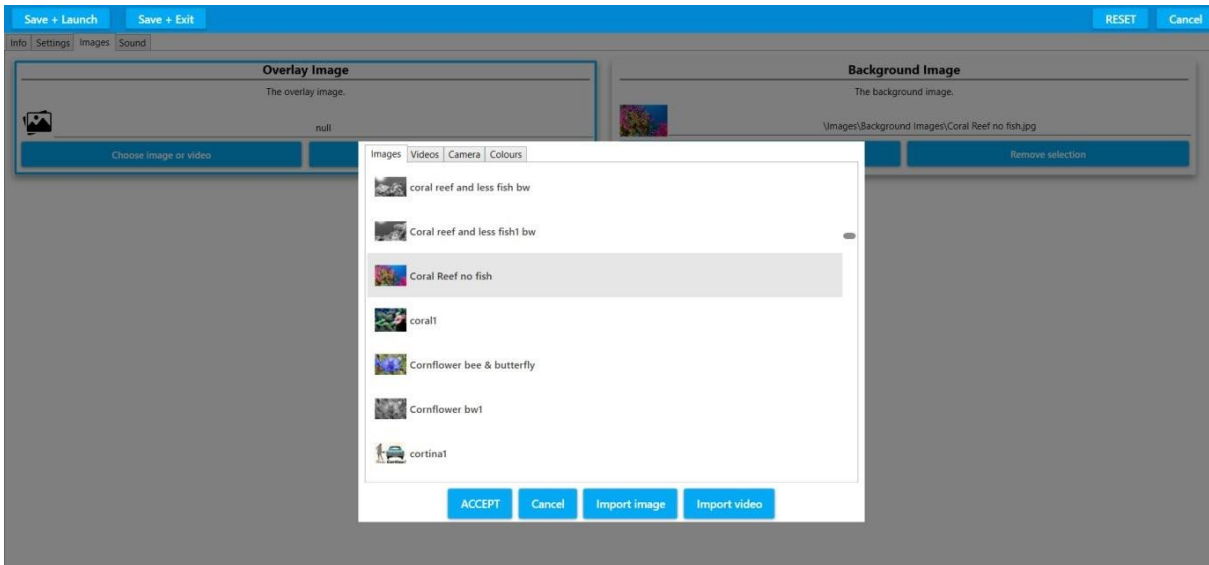 Save + Launch Save + Exit RESET Cancel
Info Settings Images Sound
Overlay Image
The overlay image.
null
Choose image or video
Background Image
The background image.
\Images\Background Images\Coral Reef no fish.jpg
Remove selection
Images Videos Camera Colours
coral reef and less fish bw
Coral reef and less fish1 bw
Coral Reef no fish
coral1
Cornflower bee & butterfly
Cornflower bw1
cortina1
ACCEPT Cancel Import image Import video